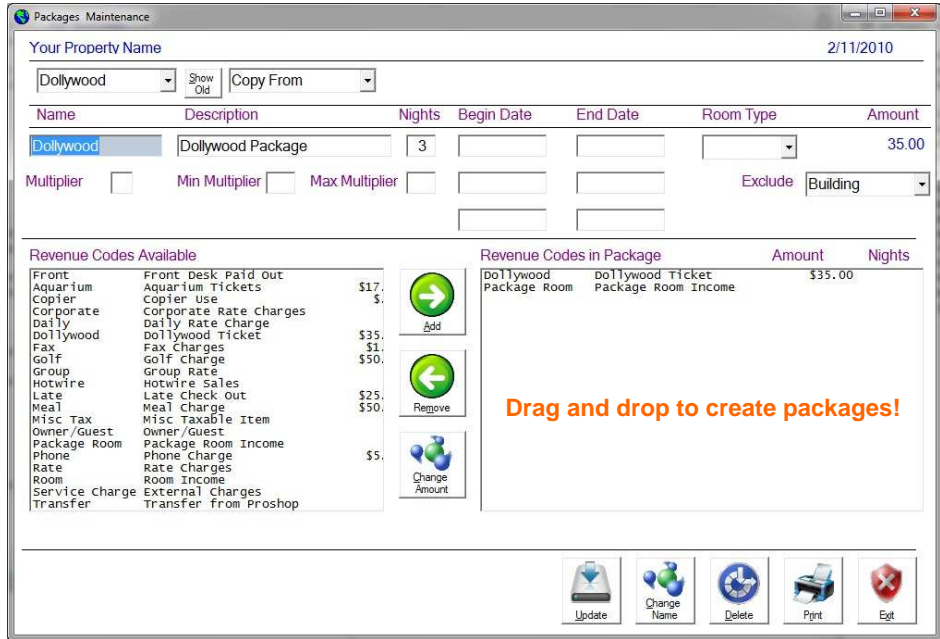 Packages Maintenance
Your Property Name 2/11/2010
Dollywood Show Old Copy From
Name Description Nights Begin Date End Date Room Type Amount
Dollywood Dollywood Package 3 35.00
Multiplier Min Multiplier Max Multiplier Exclude Building
Revenue Codes Available
Front Front Desk Paid Out
Aquarium Aquarium Tickets $17.
Copier Copier Use $.
Corporate Corporate Rate Charges
Daily Daily Rate Charge
Dollywood Dollywood Ticket $35.
Fax Fax Charges $1.
Golf Golf Charge $50.
Group Group Rate
Hotwire Hotwire Sales
Late Late Check Out $25.
Meal Meal Charge $50.
Misc Tax Misc Taxable Item
Owner/Guest Owner/Guest
Package Room Package Room Income
Phone Phone Charge $5.
Rate Rate Charges
Room Room Income
Service Charge External Charges
Transfer Transfer from Proshop
Add
Remove
Change
Amount
Revenue Codes in Package Amount Nights
Dollywood Dollywood Ticket $35.00
Package Room Package Room Income
Drag and drop to create packages!
Update Change Name Delete Print Exit